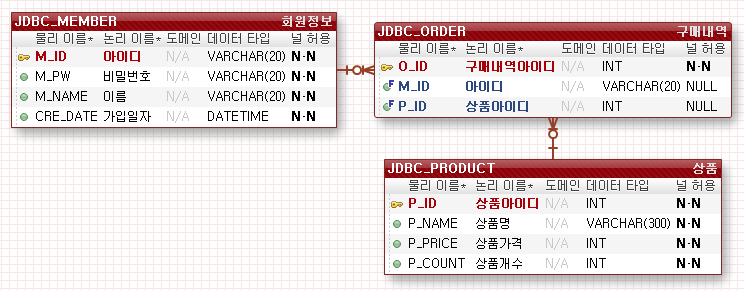 JDBC_MEMBER 회원정보
물리 이름* 논리 이름* 도메인 데이터 타입 널 허용
M_ID 아이디 N/A VARCHAR(20) N·N
M_PW 비밀번호 N/A VARCHAR(20) N·N
M_NAME 이름 N/A VARCHAR(20) N·N
CRE_DATE 가입일자 N/A DATETIME N·N
JDBC_ORDER 구매내역
물리 이름* 논리 이름* 도메인 데이터 타입 널 허용
O_ID 구매내역아이디 N/A INT N·N
F M_ID 아이디 N/A VARCHAR(20) NULL
F P_ID 상품아이디 N/A INT NULL
JDBC_PRODUCT 상품
물리 이름* 논리 이름* 도메인 데이터 타입 널 허용
P_ID 상품아이디 N/A INT N·N
P_NAME 상품명 N/A VARCHAR(300) N·N
P_PRICE 상품가격 N/A INT N·N
P_COUNT 상품개수 N/A INT N·N